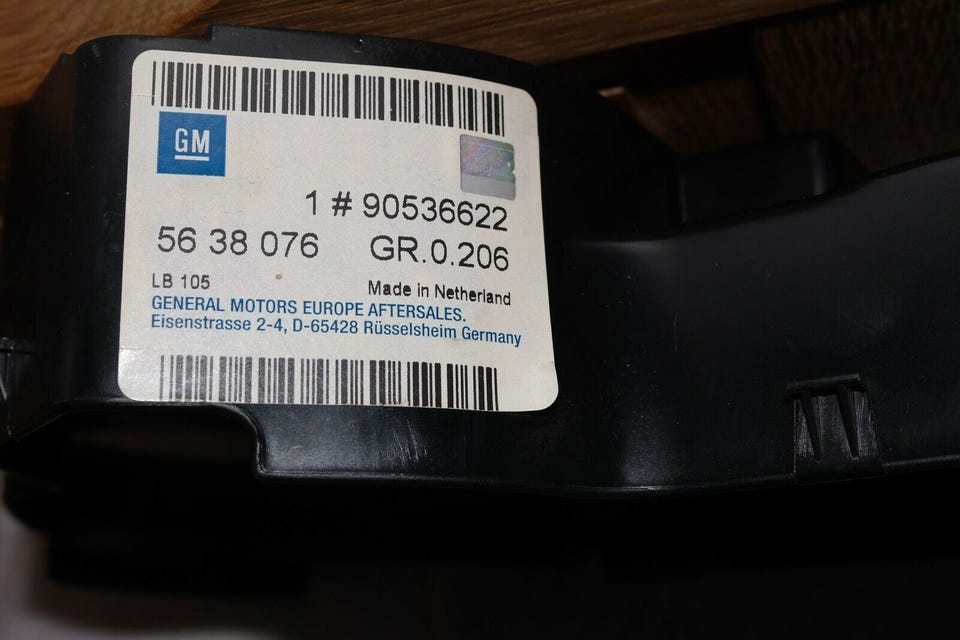 GM
1 # 90536622
56 38 076 GR.0.206
LB 105 Made in Netherland
GENERAL MOTORS EUROPE AFTERSALES.
Eisenstrasse 2-4, D-65428 Rüsselsheim Germany